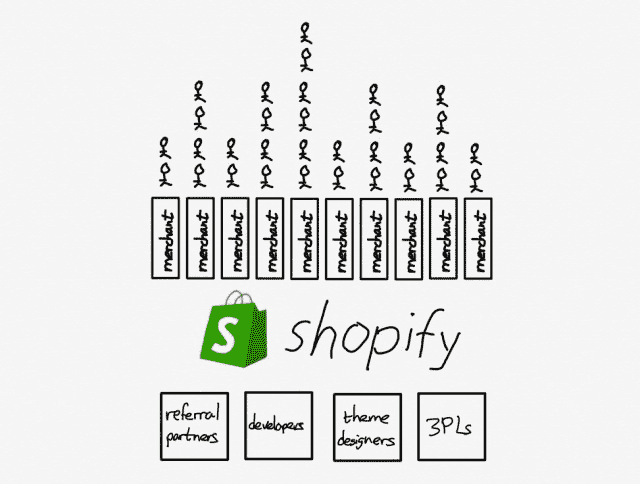 merchant
merchant
merchant
merchant
merchant
merchant
merchant
merchant
merchant
merchant
S shopify
referral
partners
developers
theme
designers
3PLs